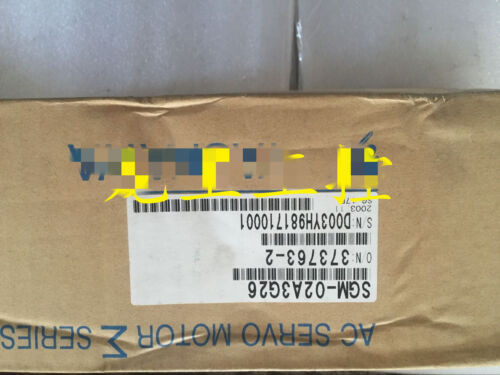 AC SERVO MOTOR Σ SERIES
SGM-02A3G26
O.N: 373763-2
S.N: D003YH981710001
2003.11